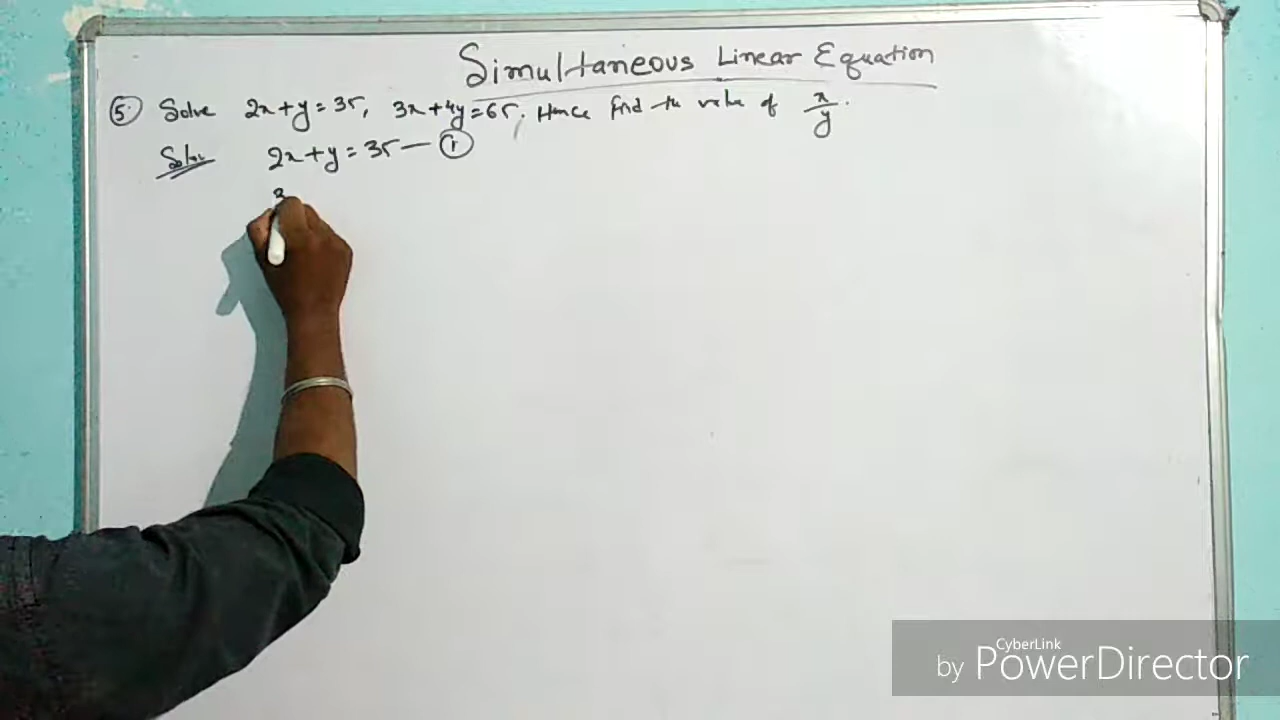 Simultaneous Linear Equation
5. Solve 2x+y=35, 3x+4y=65. Hence find the value of x/y.
Soln 2x+y=35 — 1
3
CyberLink
by PowerDirector